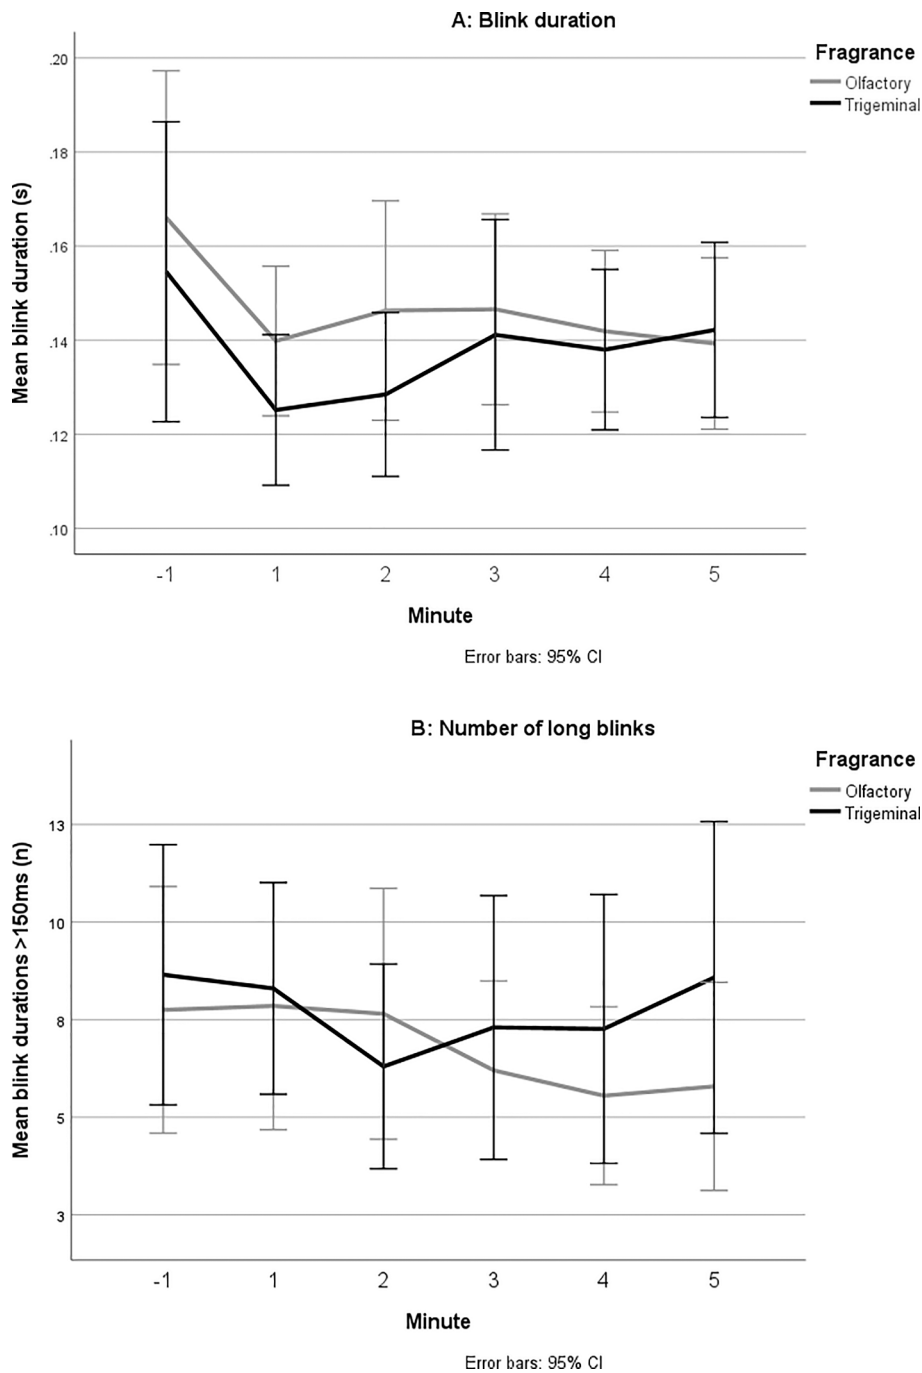 A: Blink duration
Fragrance
Olfactory
Trigeminal
Mean blink duration (s)
.20
.18
.16
.14
.12
.10
-1 1 2 3 4 5
Minute
Error bars: 95% CI
B: Number of long blinks
Fragrance
Olfactory
Trigeminal
Mean blink durations >150ms (n)
13
10
8
5
3
-1 1 2 3 4 5
Minute
Error bars: 95% CI